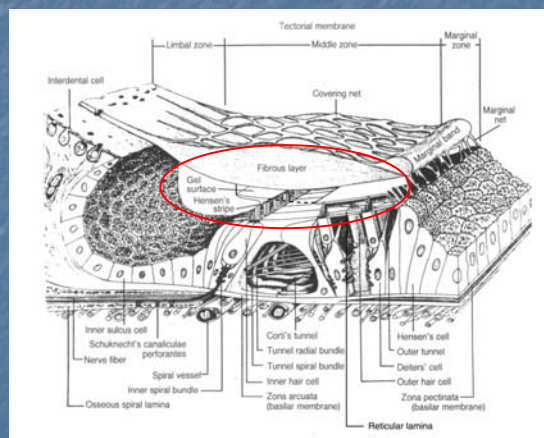 Tectorial membrane
Limbal zone
Middle zone
Marginal
zone
Interdental cell
Covering net
Marginal
net
Marginal band
Fibrous layer
Gel
surface
Hensen's
stripe
Inner sulcus cell
Schuknecht's canaliculae
perforantes
Nerve fiber
Spiral vessel
Inner spiral bundle
Osseous spiral lamina
Corti's tunnel
Tunnel radial bundle
Tunnel spiral bundle
Inner hair cell
Zona arcuata
(basilar membrane)
Hensen's cell
Outer tunnel
Deiters' cell
Outer hair cell
Zona pectinata
(basilar membrane)
Reticular lamina